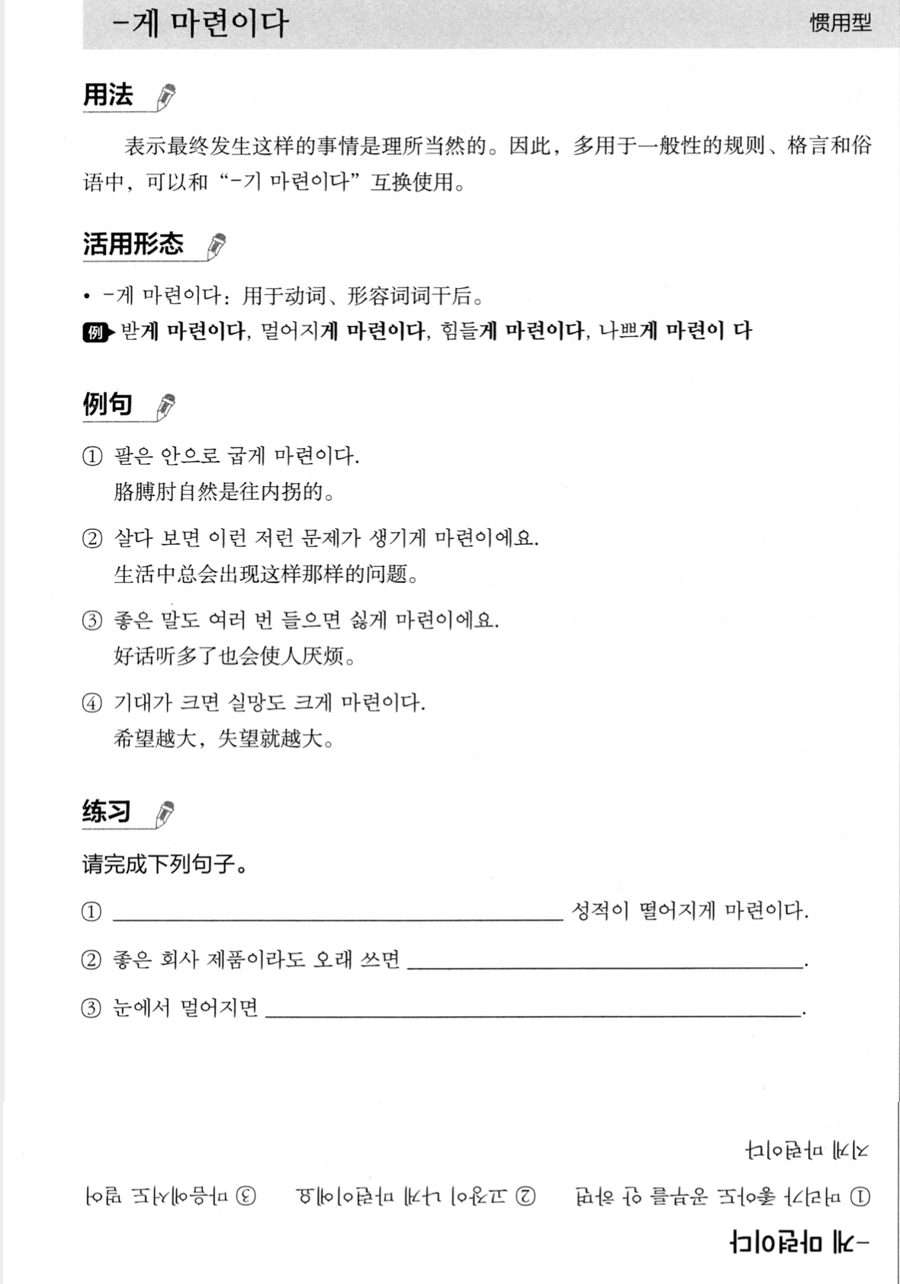 -게 마련이다 惯用型
用法
表示最终发生这样的事情是理所当然的。因此，多用于一般性的规则、格言和俗
语中，可以和“-기 마련이다”互换使用。
活用形态
• -게 마련이다：用于动词、形容词词干后。
例 받게 마련이다, 멀어지게 마련이다, 힘들게 마련이다, 나쁘게 마련이 다
例句
① 팔은 안으로 굽게 마련이다.
胳膊肘自然是往内拐的。
② 살다 보면 이런 저런 문제가 생기게 마련이에요.
生活中总会出现这样那样的问题。
③ 좋은 말도 여러 번 들으면 싫게 마련이에요.
好话听多了也会使人厌烦。
④ 기대가 크면 실망도 크게 마련이다.
希望越大，失望就越大。
练习
请完成下列句子。
① 성적이 떨어지게 마련이다.
② 좋은 회사 제품이라도 오래 쓰면 .
③ 눈에서 멀어지면 .
-게 마련이다
① 머리가 좋아도 공부를 안 하면 ② 고장이 나게 마련이에요 ③ 마음에서도 멀어
지게 마련이다